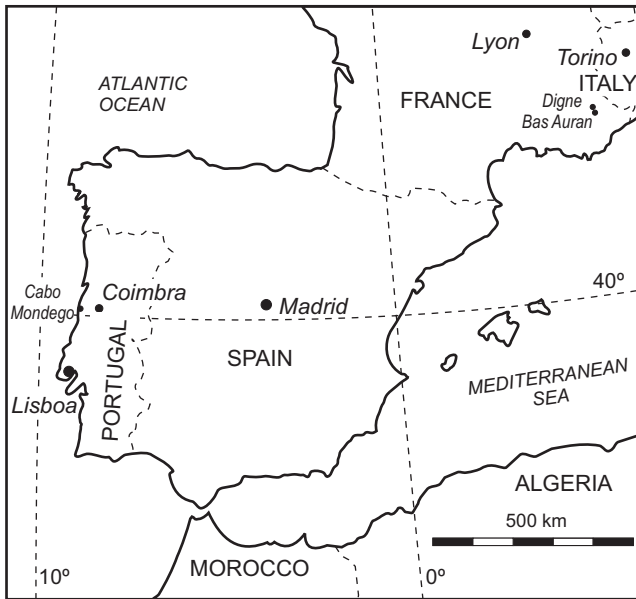 Lyon
Torino
ATLANTIC
OCEAN
ITALY
FRANCE
Digne
Bas Auran
40º
Cabo
Mondego
Coimbra
Madrid
PORTUGAL
SPAIN
MEDITERRANEAN
SEA
Lisboa
ALGERIA
500 km
MOROCCO
10º
0º